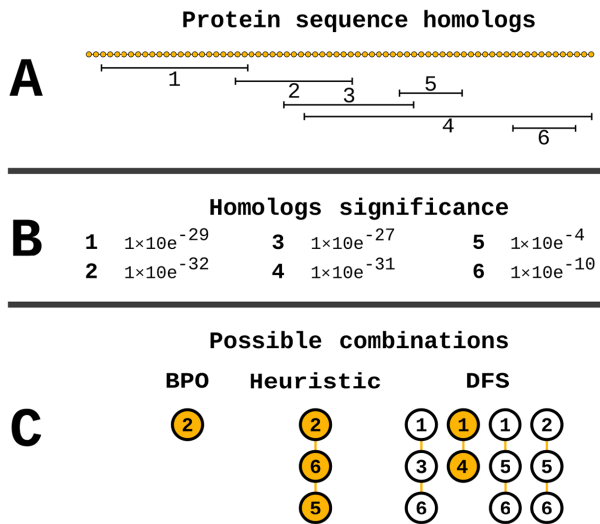 Protein sequence homologs
A
1
2
5
3
4
6
Homologs significance
B
1 1×10e-29 3 1×10e-27 5 1×10e-4
2 1×10e-32 4 1×10e-31 6 1×10e-10
Possible combinations
BPO Heuristic DFS
C
2 2 1 1 1 2
6 3 4 5 5
5 6 6 6